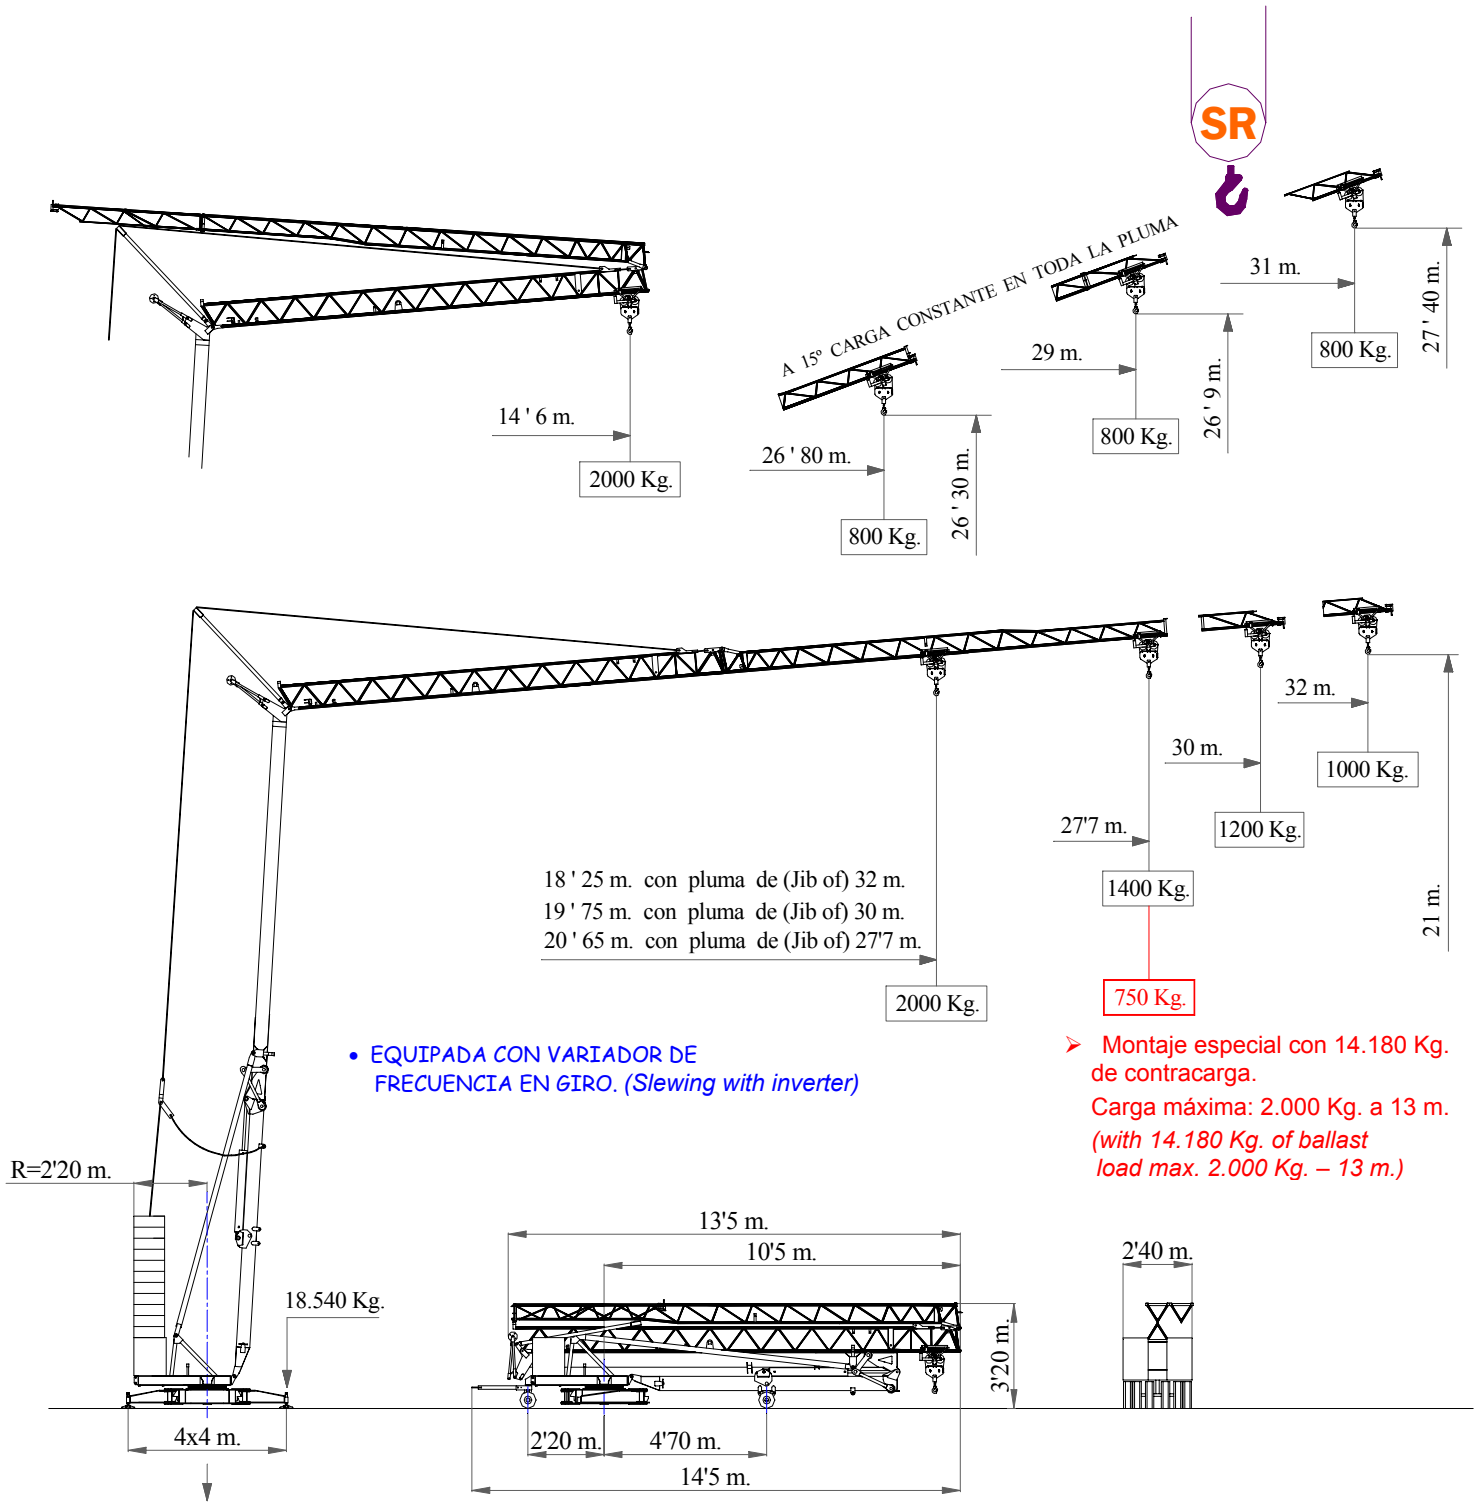 SR
A 15º CARGA CONSTANTE EN TODA LA PLUMA
31 m.
27 ' 40 m.
800 Kg.
29 m.
26 ' 9 m.
800 Kg.
14 ' 6 m.
2000 Kg.
26 ' 80 m.
26 ' 30 m.
800 Kg.
32 m.
1000 Kg.
30 m.
1200 Kg.
27'7 m.
1400 Kg.
21 m.
18 ' 25 m. con pluma de (Jib of) 32 m.
19 ' 75 m. con pluma de (Jib of) 30 m.
20 ' 65 m. con pluma de (Jib of) 27'7 m.
2000 Kg.
750 Kg.
• EQUIPADA CON VARIADOR DE
FRECUENCIA EN GIRO. (Slewing with inverter)
➢ Montaje especial con 14.180 Kg.
de contracarga.
Carga máxima: 2.000 Kg. a 13 m.
(with 14.180 Kg. of ballast
load max. 2.000 Kg. – 13 m.)
R=2'20 m.
18.540 Kg.
4x4 m.
13'5 m.
10'5 m.
3'20 m.
2'20 m.
4'70 m.
14'5 m.
2'40 m.